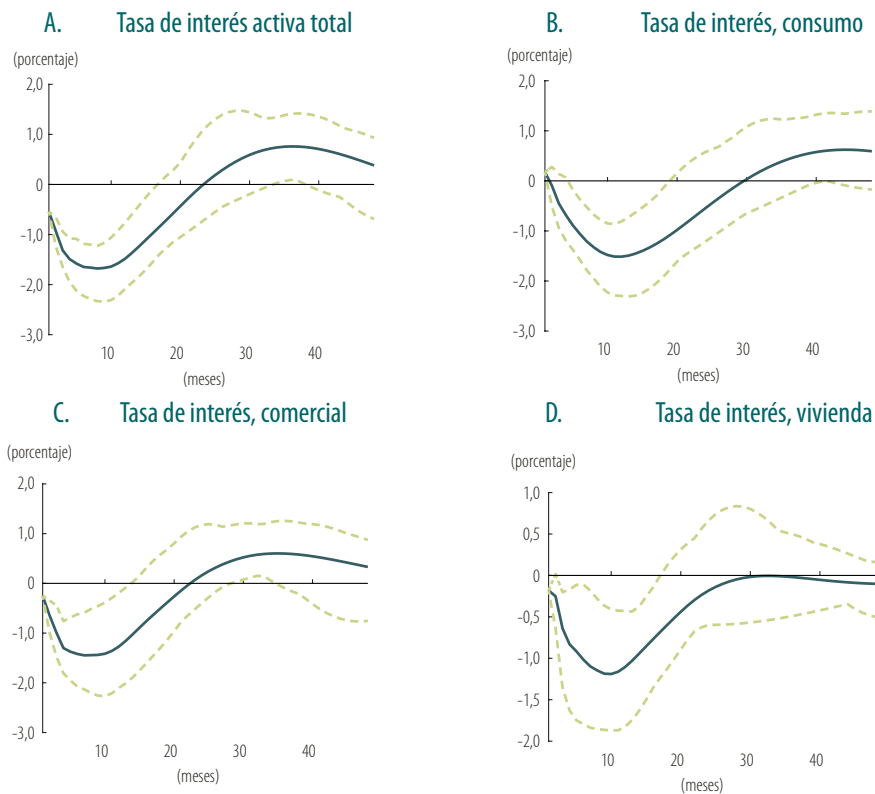 A. Tasa de interés activa total
(porcentaje)
2,0
1,0
0
-1,0
-2,0
-3,0
10 20 30 40
(meses)
B. Tasa de interés, consumo
(porcentaje)
2,0
1,0
0
-1,0
-2,0
-3,0
10 20 30 40
(meses)
C. Tasa de interés, comercial
(porcentaje)
2,0
1,0
0
-1,0
-2,0
-3,0
10 20 30 40
(meses)
D. Tasa de interés, vivienda
(porcentaje)
1,0
0,5
0
-0,5
-1,0
-1,5
-2,0
10 20 30 40
(meses)